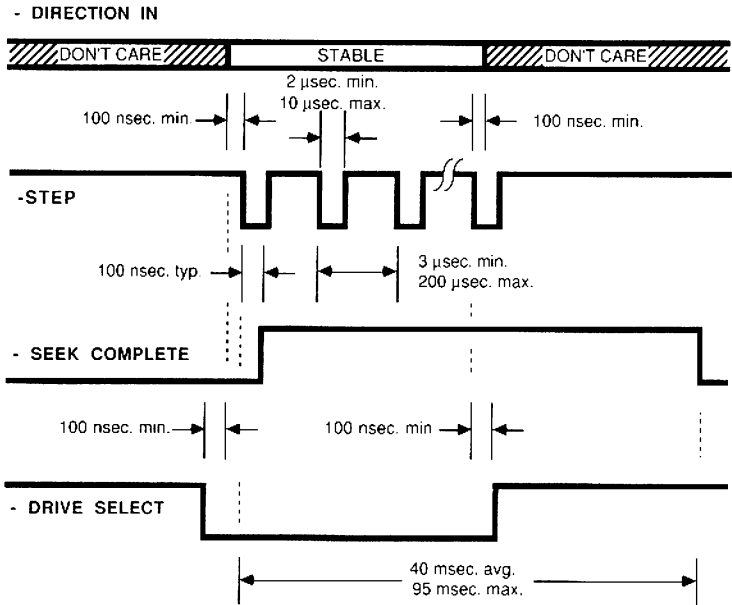 - DIRECTION IN
DON'T CARE
STABLE
DON'T CARE
2 µsec. min.
10 µsec. max.
100 nsec. min.
100 nsec. min.
-STEP
100 nsec. typ.
3 µsec. min.
200 µsec. max.
- SEEK COMPLETE
100 nsec. min.
100 nsec. min
- DRIVE SELECT
40 msec. avg.
95 msec. max.